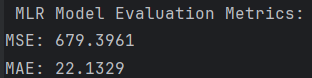 MLR Model Evaluation Metrics:
MSE: 679.3961
MAE: 22.1329